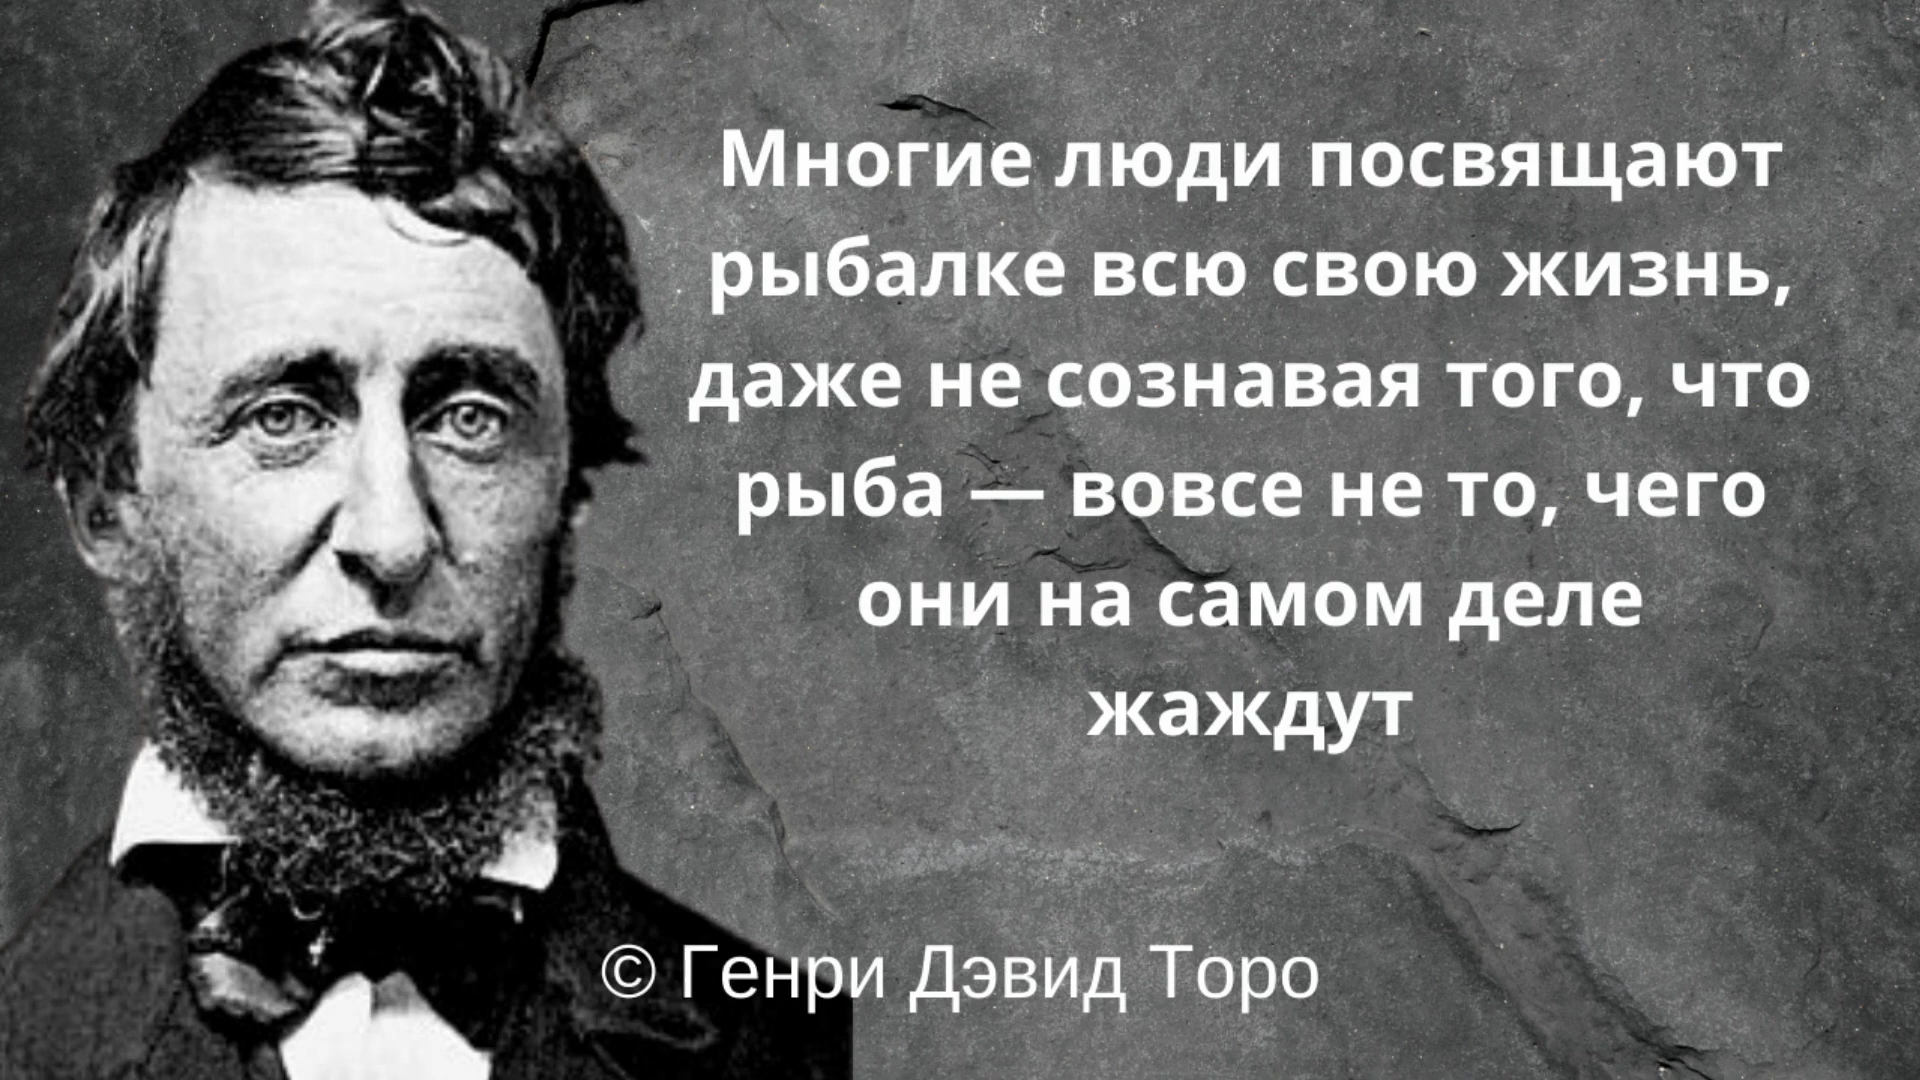 Многие люди посвящают
рыбалке всю свою жизнь,
даже не сознавая того, что
рыба — вовсе не то, чего
они на самом деле
жаждут
© Генри Дэвид Торо